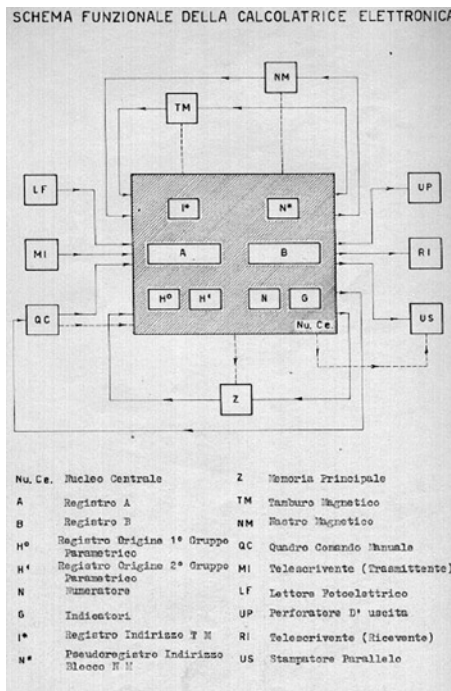 SCHEMA FUNZIONALE DELLA CALCOLATRICE ELETTRONICA
NM
TM
LF
UP
I*
N*
A
B
MI
RI
H⁰
H'
N
G
QC
US
Nu. Ce.
Z
Nu. Ce. Nucleo Centrale
A Registro A
B Registro B
H⁰ Registro Origine 1° Gruppo
Parametrico
H' Registro Origine 2° Gruppo
Parametrico
N Numeratore
G Indicatori
I* Registro Indirizzo T M
N* Pseudoregistro Indirizzo
Blocco N M
Z Memoria Principale
TM Tamburo Magnetico
NM Nastro Magnetico
QC Quadro Comando Manuale
MI Telescrivente (Trasmittente)
LF Lettore Fotoelettrico
UP Perforatore D' uscita
RI Telescrivente (Ricevente)
US Stampatore Parallelo